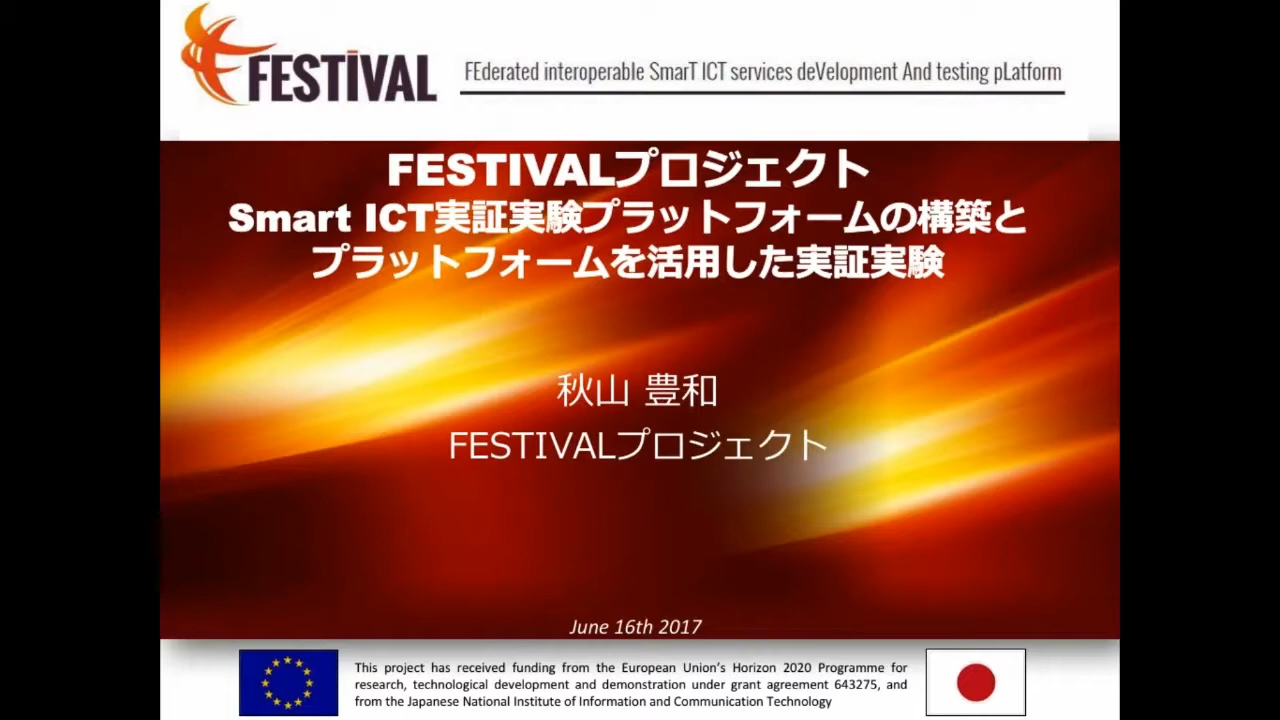 FESTIVAL
FEderated interoperable SmarT ICT services deVelopment And testing pLatform
FESTIVALプロジェクト
Smart ICT実証実験プラットフォームの構築と
プラットフォームを活用した実証実験
秋山 豊和
FESTIVALプロジェクト
June 16th 2017
This project has received funding from the European Union's Horizon 2020 Programme for
research, technological development and demonstration under grant agreement 643275, and
from the Japanese National Institute of Information and Communication Technology